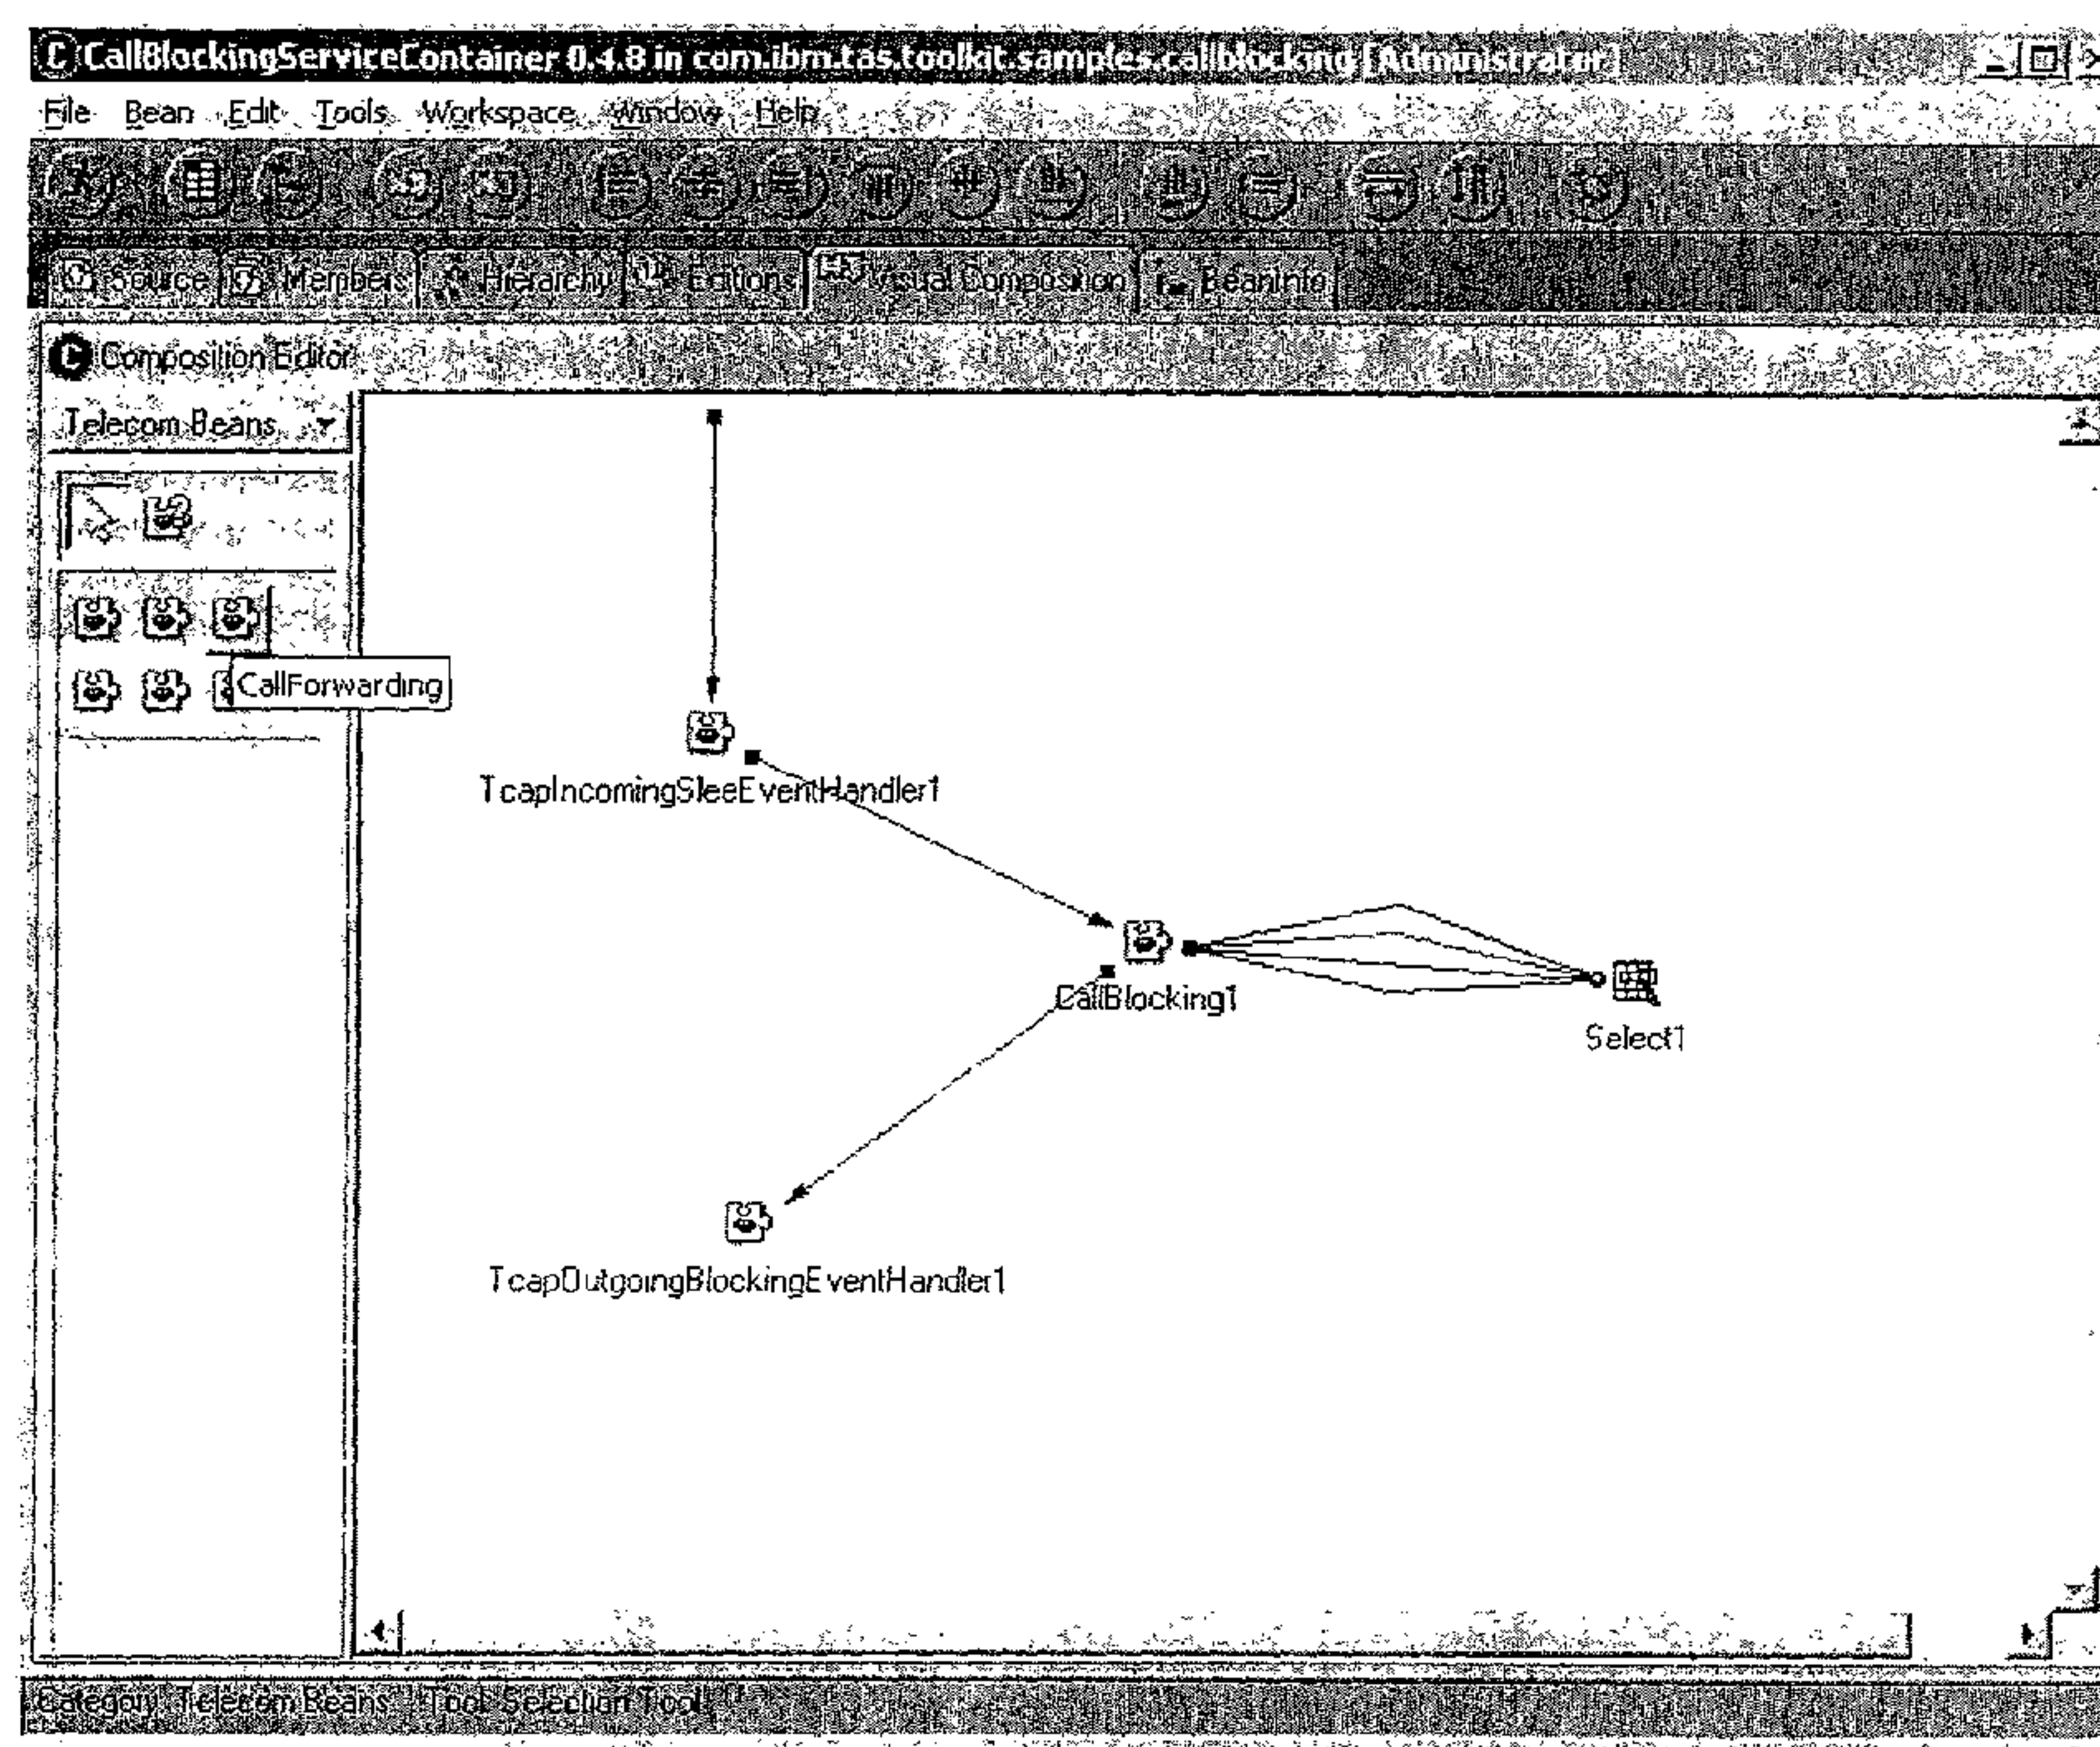 CallBlockingServiceContainer 0.4.8 in com.ibm.tas.toolkit.samples.callblocking [Administrator]
File Bean Edit Tools Workspace Window Help
Source Members Hierarchy Editions Visual Composition BeanInfo
Composition Editor
Telecom Beans
CallForwarding
TcapIncomingSleeEventHandler1
CallBlocking1
Select1
TcapOutgoingBlockingEventHandler1
Category: Telecom Beans Tool: Selection Tool